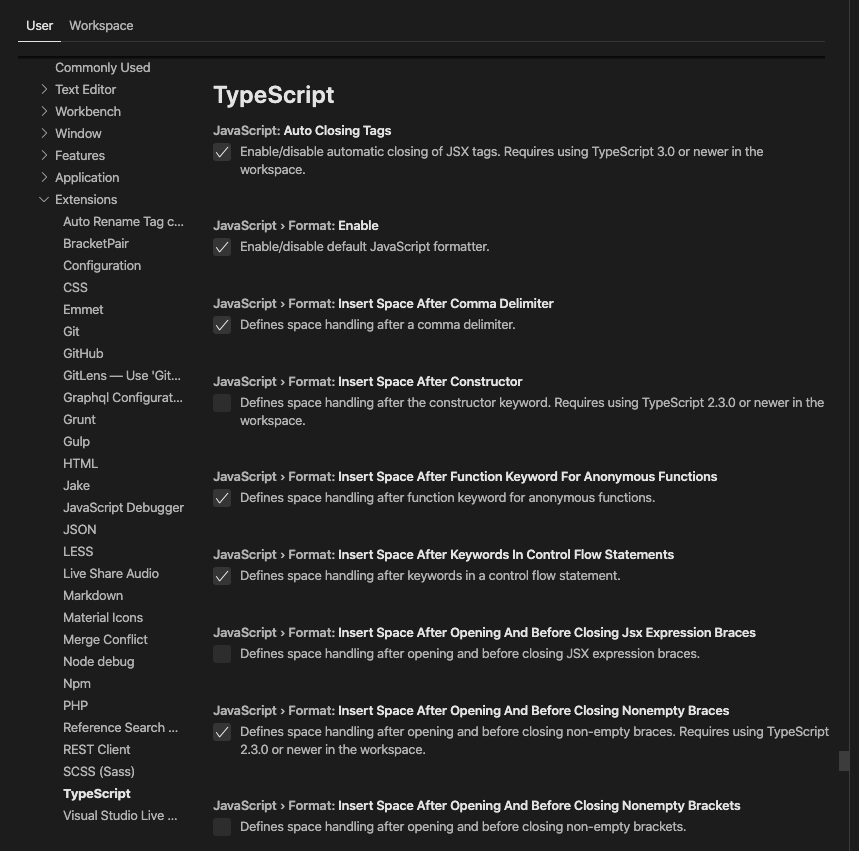 User Workspace
Commonly Used
Text Editor
Workbench
Window
Features
Application
Extensions
Auto Rename Tag c...
BracketPair
Configuration
CSS
Emmet
Git
GitHub
GitLens — Use 'Git...
Graphql Configurat...
Grunt
Gulp
HTML
Jake
JavaScript Debugger
JSON
LESS
Live Share Audio
Markdown
Material Icons
Merge Conflict
Node debug
Npm
PHP
Reference Search ...
REST Client
SCSS (Sass)
TypeScript
Visual Studio Live ...
TypeScript
JavaScript: Auto Closing Tags
Enable/disable automatic closing of JSX tags. Requires using TypeScript 3.0 or newer in the
workspace.
JavaScript › Format: Enable
Enable/disable default JavaScript formatter.
JavaScript › Format: Insert Space After Comma Delimiter
Defines space handling after a comma delimiter.
JavaScript › Format: Insert Space After Constructor
Defines space handling after the constructor keyword. Requires using TypeScript 2.3.0 or newer in the
workspace.
JavaScript › Format: Insert Space After Function Keyword For Anonymous Functions
Defines space handling after function keyword for anonymous functions.
JavaScript › Format: Insert Space After Keywords In Control Flow Statements
Defines space handling after keywords in a control flow statement.
JavaScript › Format: Insert Space After Opening And Before Closing Jsx Expression Braces
Defines space handling after opening and before closing JSX expression braces.
JavaScript › Format: Insert Space After Opening And Before Closing Nonempty Braces
Defines space handling after opening and before closing non-empty braces. Requires using TypeScript
2.3.0 or newer in the workspace.
JavaScript › Format: Insert Space After Opening And Before Closing Nonempty Brackets
Defines space handling after opening and before closing non-empty brackets.